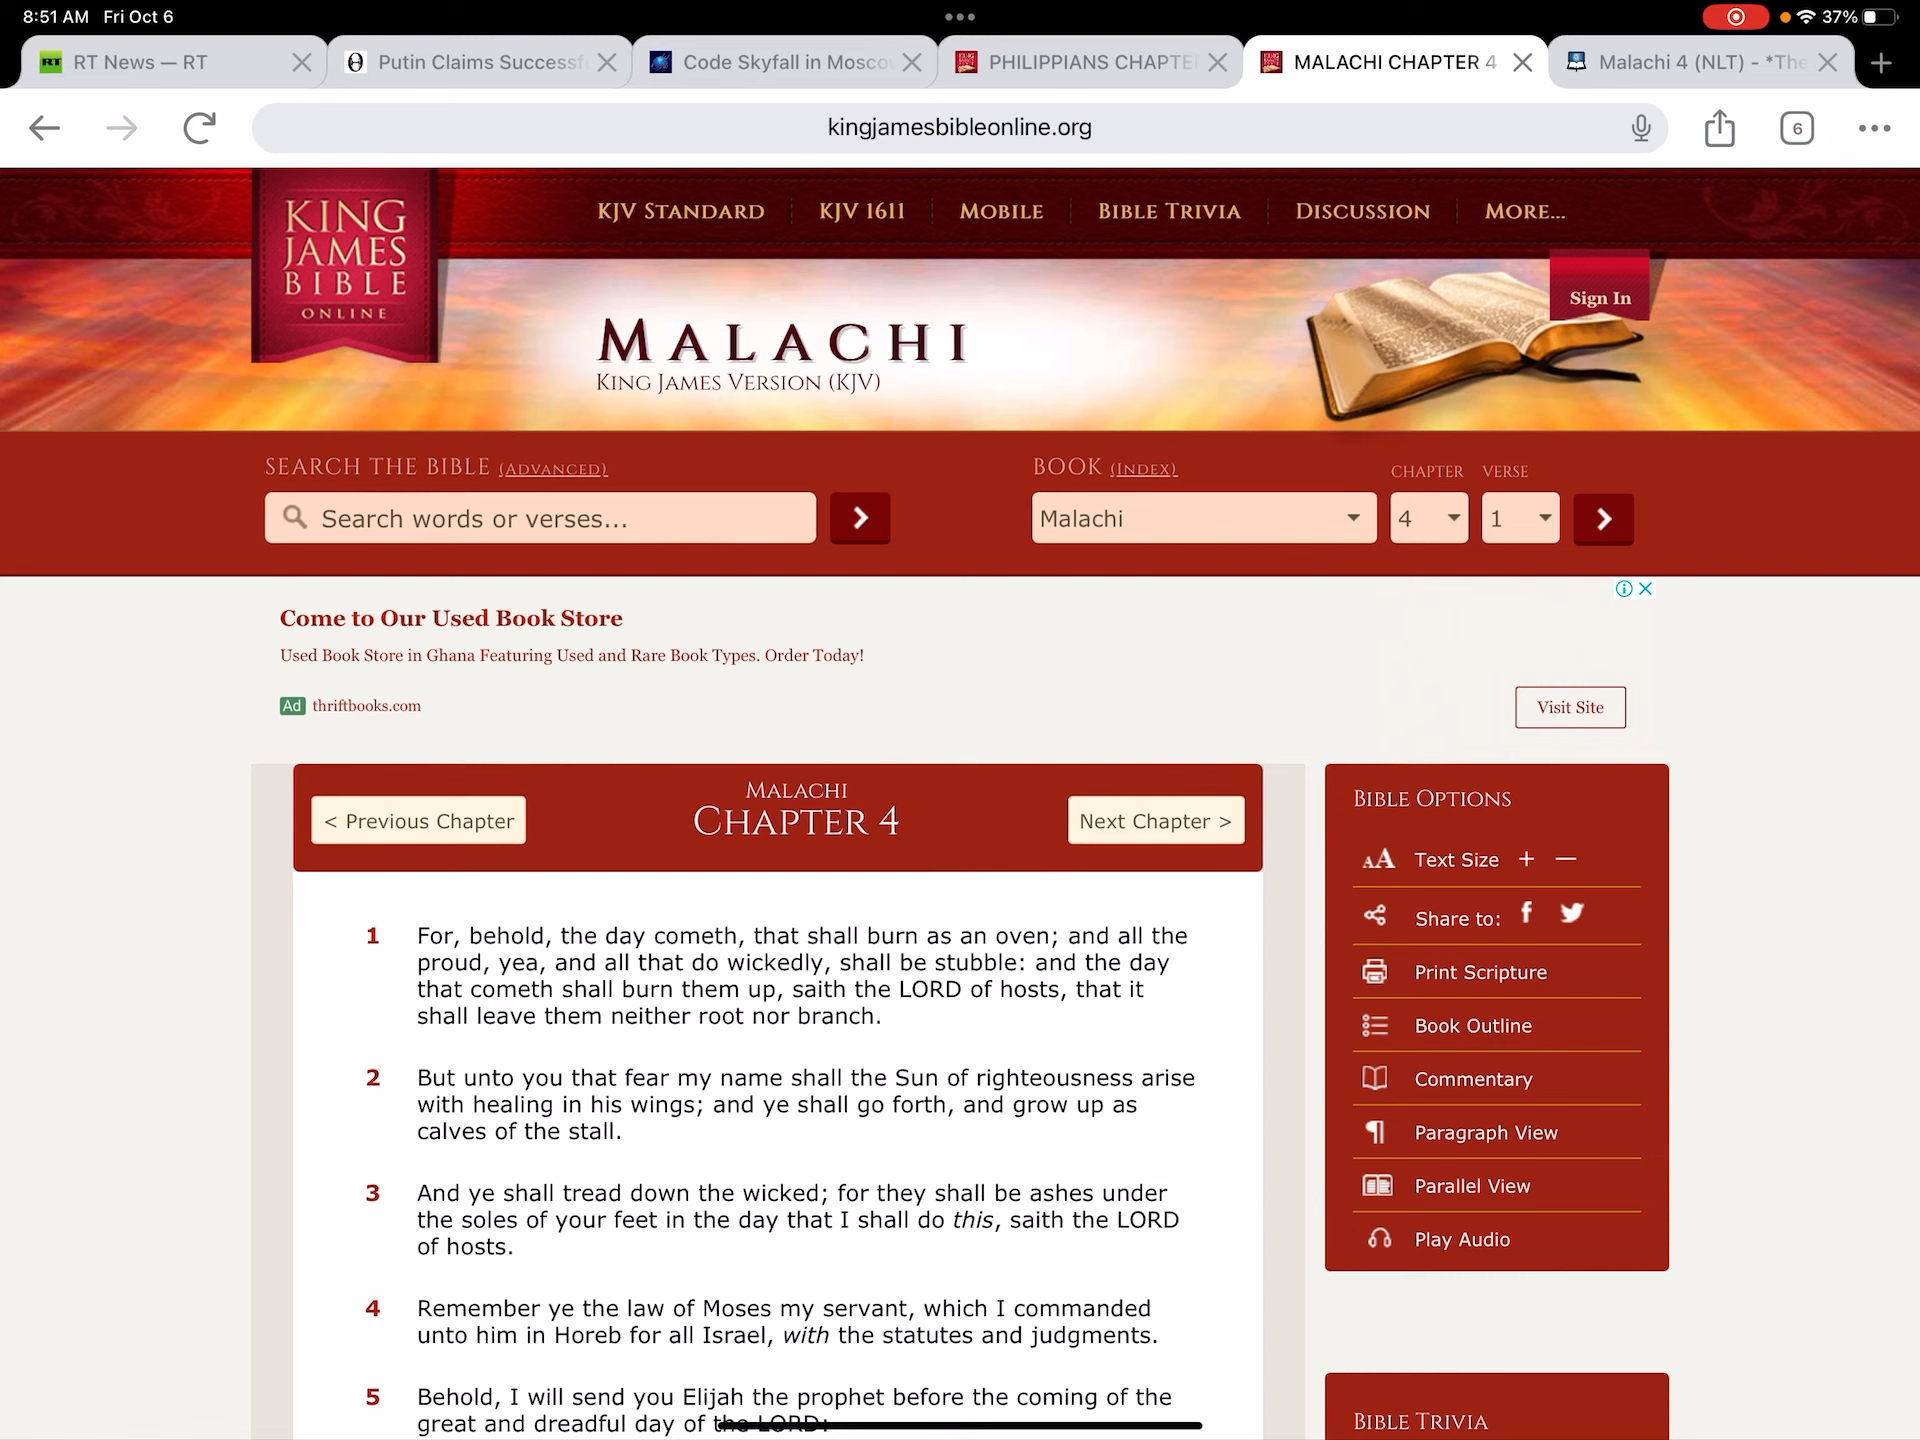 8:51 AM Fri Oct 6
37%
RT News — RT
Putin Claims Successf
Code Skyfall in Mosco
PHILIPPIANS CHAPTE
MALACHI CHAPTER 4
Malachi 4 (NLT) - *The
kingjamesbibleonline.org
6
KING
JAMES
BIBLE
ONLINE
KJV STANDARD
KJV 1611
MOBILE
BIBLE TRIVIA
DISCUSSION
MORE...
Sign In
MALACHI
KING JAMES VERSION (KJV)
SEARCH THE BIBLE (ADVANCED)
Search words or verses...
BOOK (INDEX)
CHAPTER
VERSE
Malachi
4
1
Come to Our Used Book Store
Used Book Store in Ghana Featuring Used and Rare Book Types. Order Today!
Ad thriftbooks.com
Visit Site
< Previous Chapter
MALACHI
CHAPTER 4
Next Chapter >
1 For, behold, the day cometh, that shall burn as an oven; and all the
proud, yea, and all that do wickedly, shall be stubble: and the day
that cometh shall burn them up, saith the LORD of hosts, that it
shall leave them neither root nor branch.
2 But unto you that fear my name shall the Sun of righteousness arise
with healing in his wings; and ye shall go forth, and grow up as
calves of the stall.
3 And ye shall tread down the wicked; for they shall be ashes under
the soles of your feet in the day that I shall do this, saith the LORD
of hosts.
4 Remember ye the law of Moses my servant, which I commanded
unto him in Horeb for all Israel, with the statutes and judgments.
5 Behold, I will send you Elijah the prophet before the coming of the
great and dreadful day of the LORD:
BIBLE OPTIONS
AA Text Size + —
Share to:
Print Scripture
Book Outline
Commentary
Paragraph View
Parallel View
Play Audio
BIBLE TRIVIA